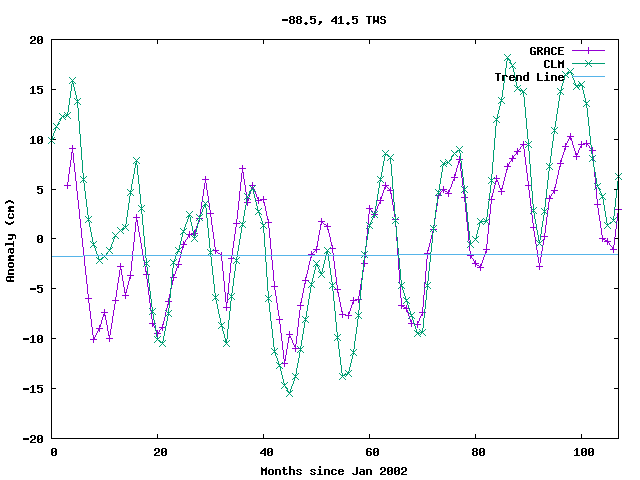 -88.5, 41.5 TWS
GRACE
CLM
Trend Line
20
15
10
5
0
-5
-10
-15
-20
Anomaly (cm)
0 20 40 60 80 100
Months since Jan 2002